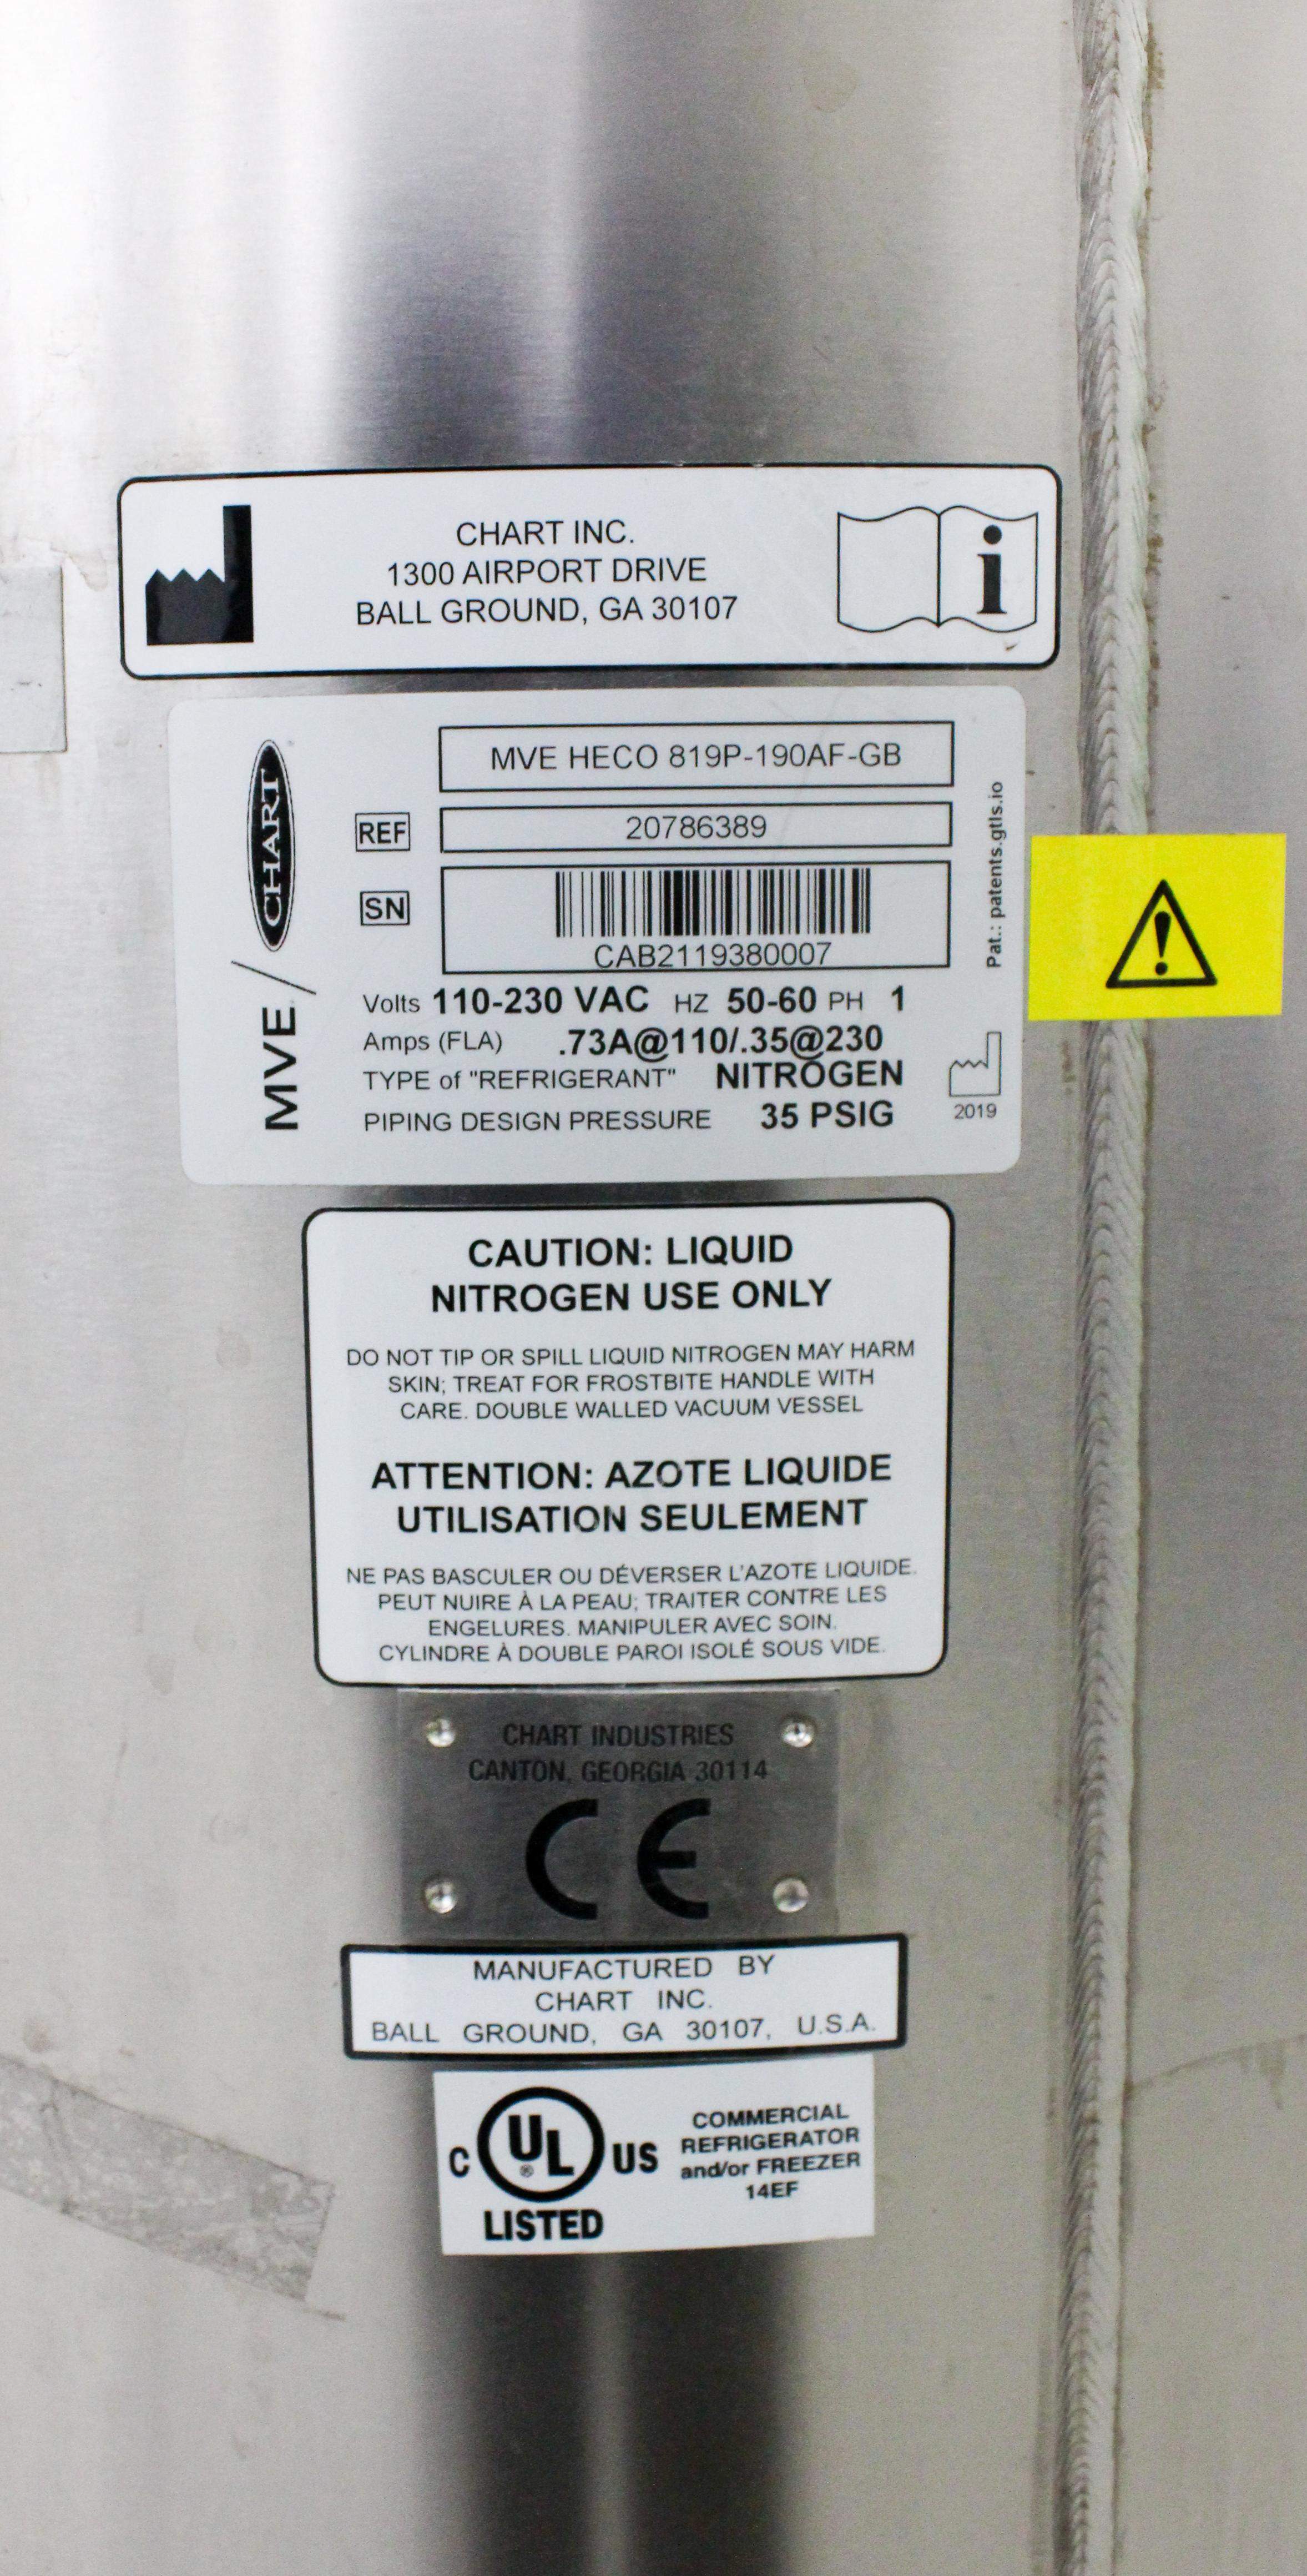 CHART INC.
1300 AIRPORT DRIVE
BALL GROUND, GA 30107
i
MVE / CHART
MVE HECO 819P-190AF-GB
REF 20786389
SN
CAB2119380007
Volts 110-230 VAC HZ 50-60 PH 1
Amps (FLA) .73A@110/.35@230
TYPE of "REFRIGERANT" NITROGEN
PIPING DESIGN PRESSURE 35 PSIG
Pat.: patents.gtls.io
2019
!
CAUTION: LIQUID
NITROGEN USE ONLY
DO NOT TIP OR SPILL LIQUID NITROGEN MAY HARM
SKIN; TREAT FOR FROSTBITE HANDLE WITH
CARE. DOUBLE WALLED VACUUM VESSEL
ATTENTION: AZOTE LIQUIDE
UTILISATION SEULEMENT
NE PAS BASCULER OU DÉVERSER L'AZOTE LIQUIDE.
PEUT NUIRE À LA PEAU; TRAITER CONTRE LES
ENGELURES. MANIPULER AVEC SOIN.
CYLINDRE À DOUBLE PAROI ISOLÉ SOUS VIDE.
CHART INDUSTRIES
CANTON, GEORGIA 30114
CE
MANUFACTURED BY
CHART INC.
BALL GROUND, GA 30107, U.S.A.
C UL ® US
LISTED
COMMERCIAL
REFRIGERATOR
and/or FREEZER
14EF